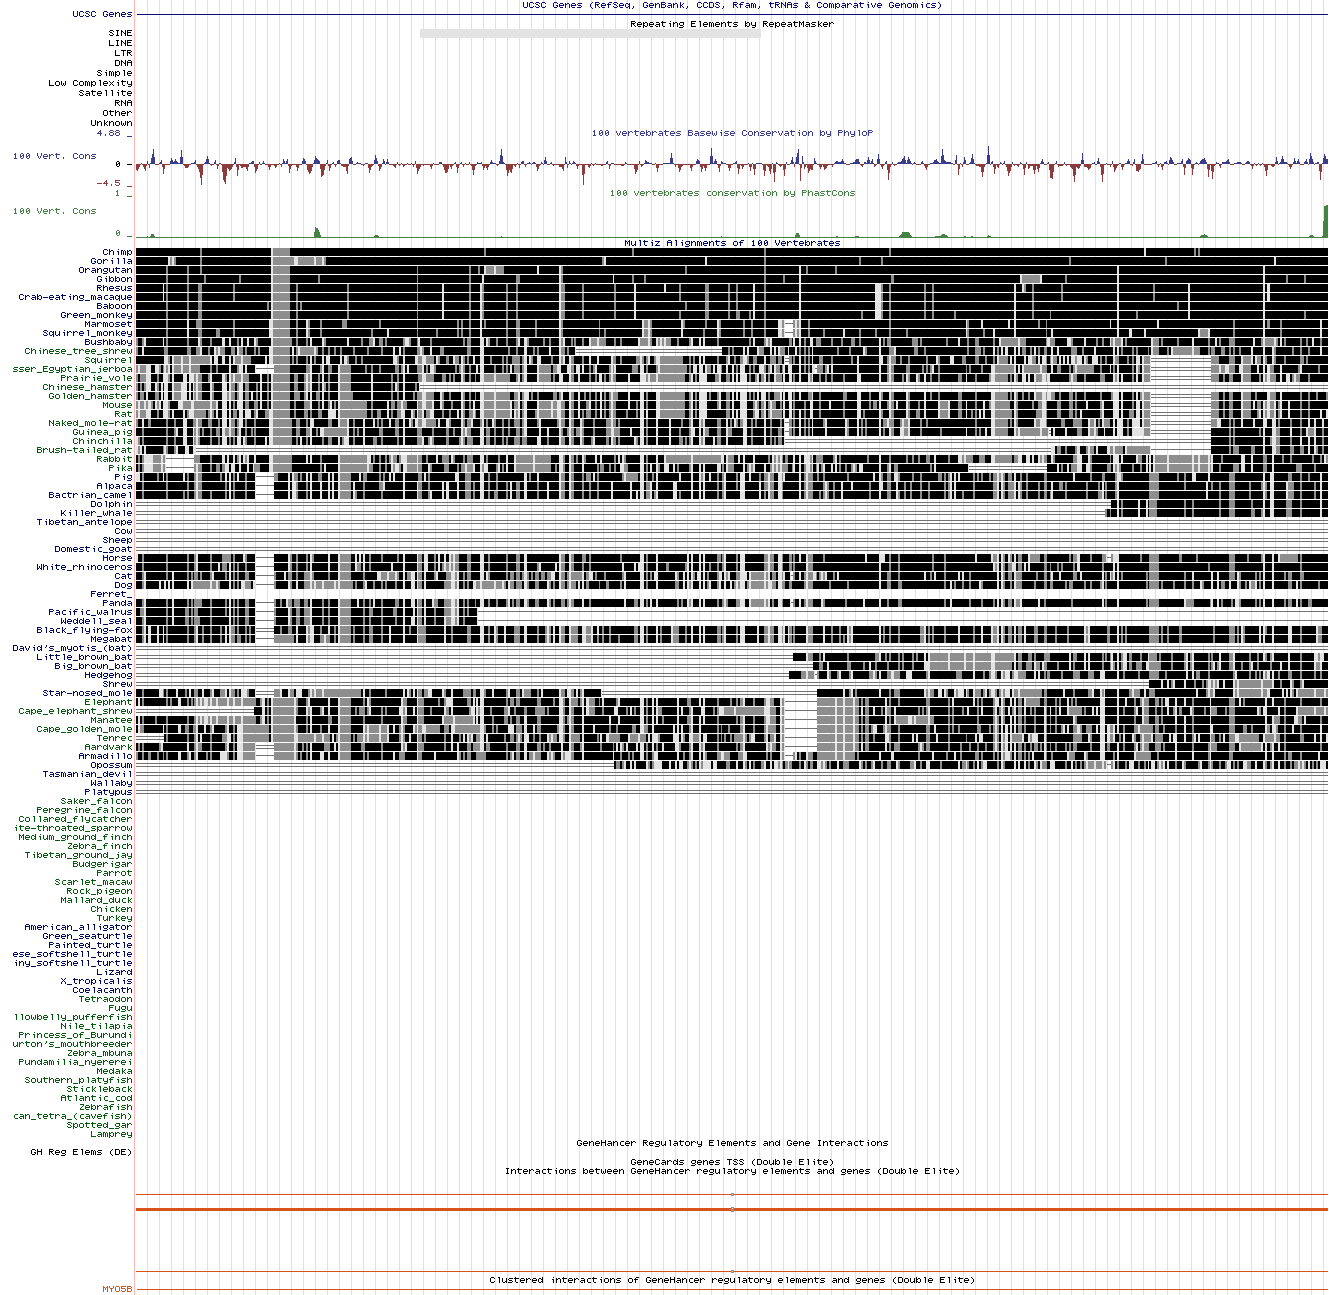 UCSC Genes (RefSeq, GenBank, CCDS, Rfam, tRNAs & Comparative Genomics)
UCSC Genes
Repeating Elements by RepeatMasker
SINE
LINE
LTR
DNA
Simple
Low Complexity
Satellite
RNA
Other
Unknown
4.88 _
100 vertebrates Basewise Conservation by PhyloP
100 Vert. Cons
0 _
-4.5 _
100 vertebrates conservation by PhastCons
1 _
100 Vert. Cons
0 _
Multiz Alignments of 100 Vertebrates
Chimp
Gorilla
Orangutan
Gibbon
Rhesus
Crab-eating_macaque
Baboon
Green_monkey
Marmoset
Squirrel_monkey
Bushbaby
Chinese_tree_shrew
Squirrel
sser_Egyptian_jerboa
Prairie_vole
Chinese_hamster
Golden_hamster
Mouse
Rat
Naked_mole-rat
Guinea_pig
Chinchilla
Brush-tailed_rat
Rabbit
Pika
Pig
Alpaca
Bactrian_camel
Dolphin
Killer_whale
Tibetan_antelope
Cow
Sheep
Domestic_goat
Horse
White_rhinoceros
Cat
Dog
Ferret_
Panda
Pacific_walrus
Weddell_seal
Black_flying-fox
Megabat
David's_myotis_(bat)
Little_brown_bat
Big_brown_bat
Hedgehog
Shrew
Star-nosed_mole
Elephant
Cape_elephant_shrew
Manatee
Cape_golden_mole
Tenrec
Aardvark
Armadillo
Opossum
Tasmanian_devil
Wallaby
Platypus
Saker_falcon
Peregrine_falcon
Collared_flycatcher
ite-throated_sparrow
Medium_ground_finch
Zebra_finch
Tibetan_ground_jay
Budgerigar
Parrot
Scarlet_macaw
Rock_pigeon
Mallard_duck
Chicken
Turkey
American_alligator
Green_seaturtle
Painted_turtle
ese_softshell_turtle
iny_softshell_turtle
Lizard
X_tropicalis
Coelacanth
Tetraodon
Fugu
llowbelly_pufferfish
Nile_tilapia
Princess_of_Burundi
urton's_mouthbreeder
Zebra_mbuna
Pundamilia_nyererei
Medaka
Southern_platyfish
Stickleback
Atlantic_cod
Zebrafish
can_tetra_(cavefish)
Spotted_gar
Lamprey
GeneHancer Regulatory Elements and Gene Interactions
GH Reg Elems (DE)
GeneCards genes TSS (Double Elite)
Interactions between GeneHancer regulatory elements and genes (Double Elite)
Clustered interactions of GeneHancer regulatory elements and genes (Double Elite)
MYO5B